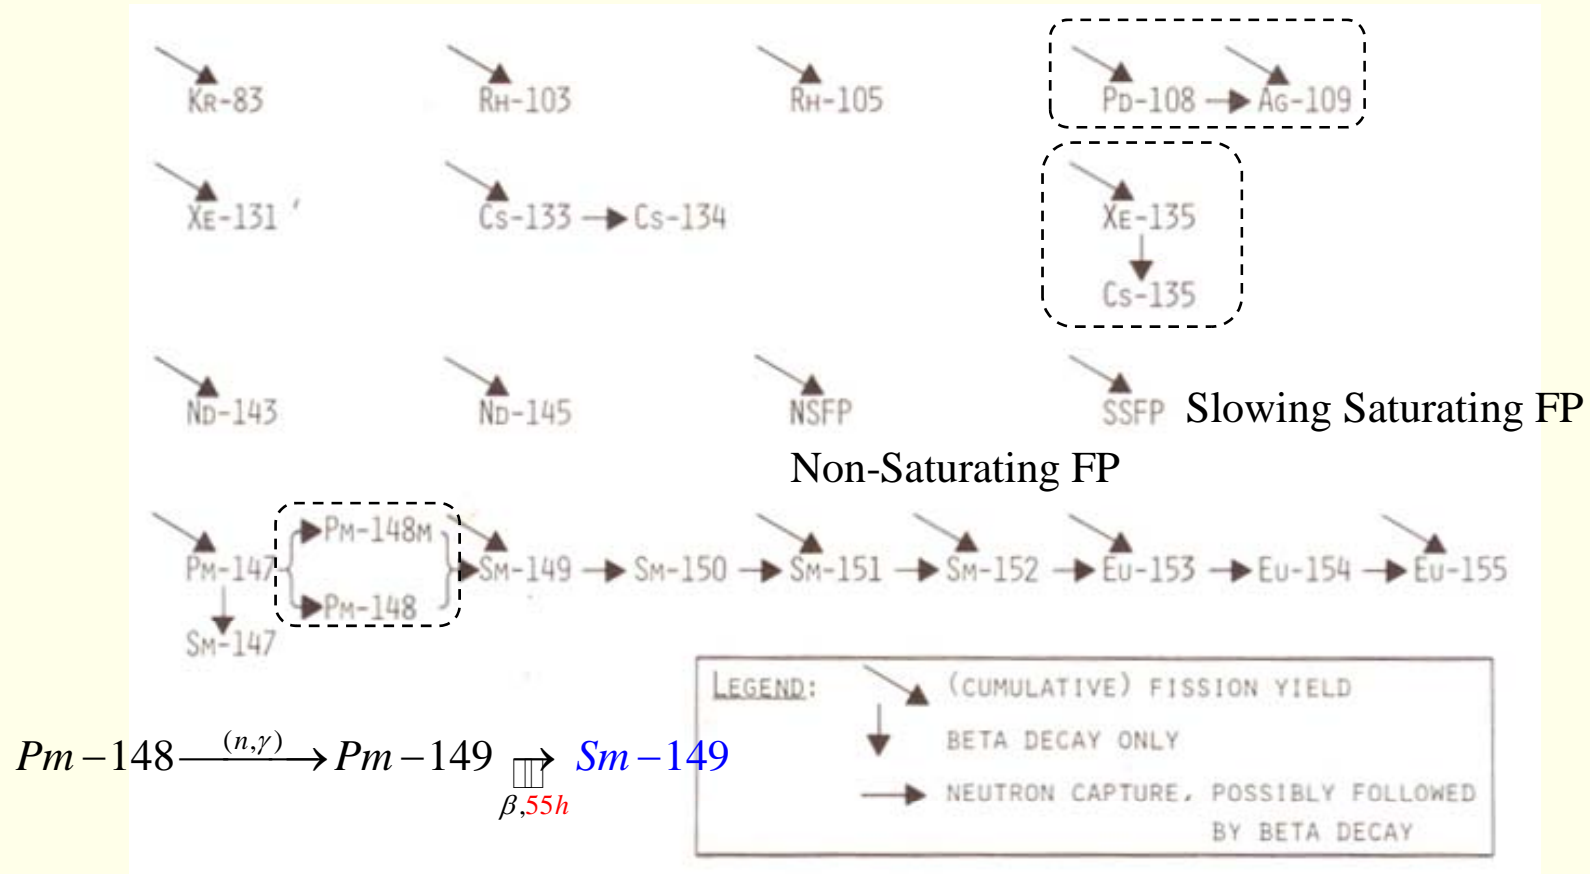 Kr-83 Rh-103 Rh-105 Pd-108 Ag-109
Xe-131 Cs-133 Cs-134 Xe-135
Cs-135
Nd-143 Nd-145 NSFP SSFP Slowing Saturating FP
Non-Saturating FP
Pm-148m
Pm-147 Sm-149 Sm-150 Sm-151 Sm-152 Eu-153 Eu-154 Eu-155
Pm-148
Sm-147
LEGEND: (CUMULATIVE) FISSION YIELD
BETA DECAY ONLY
NEUTRON CAPTURE, POSSIBLY FOLLOWED
BY BETA DECAY
Pm−148 (n,γ) → Pm−149 → Sm−149
β,55h